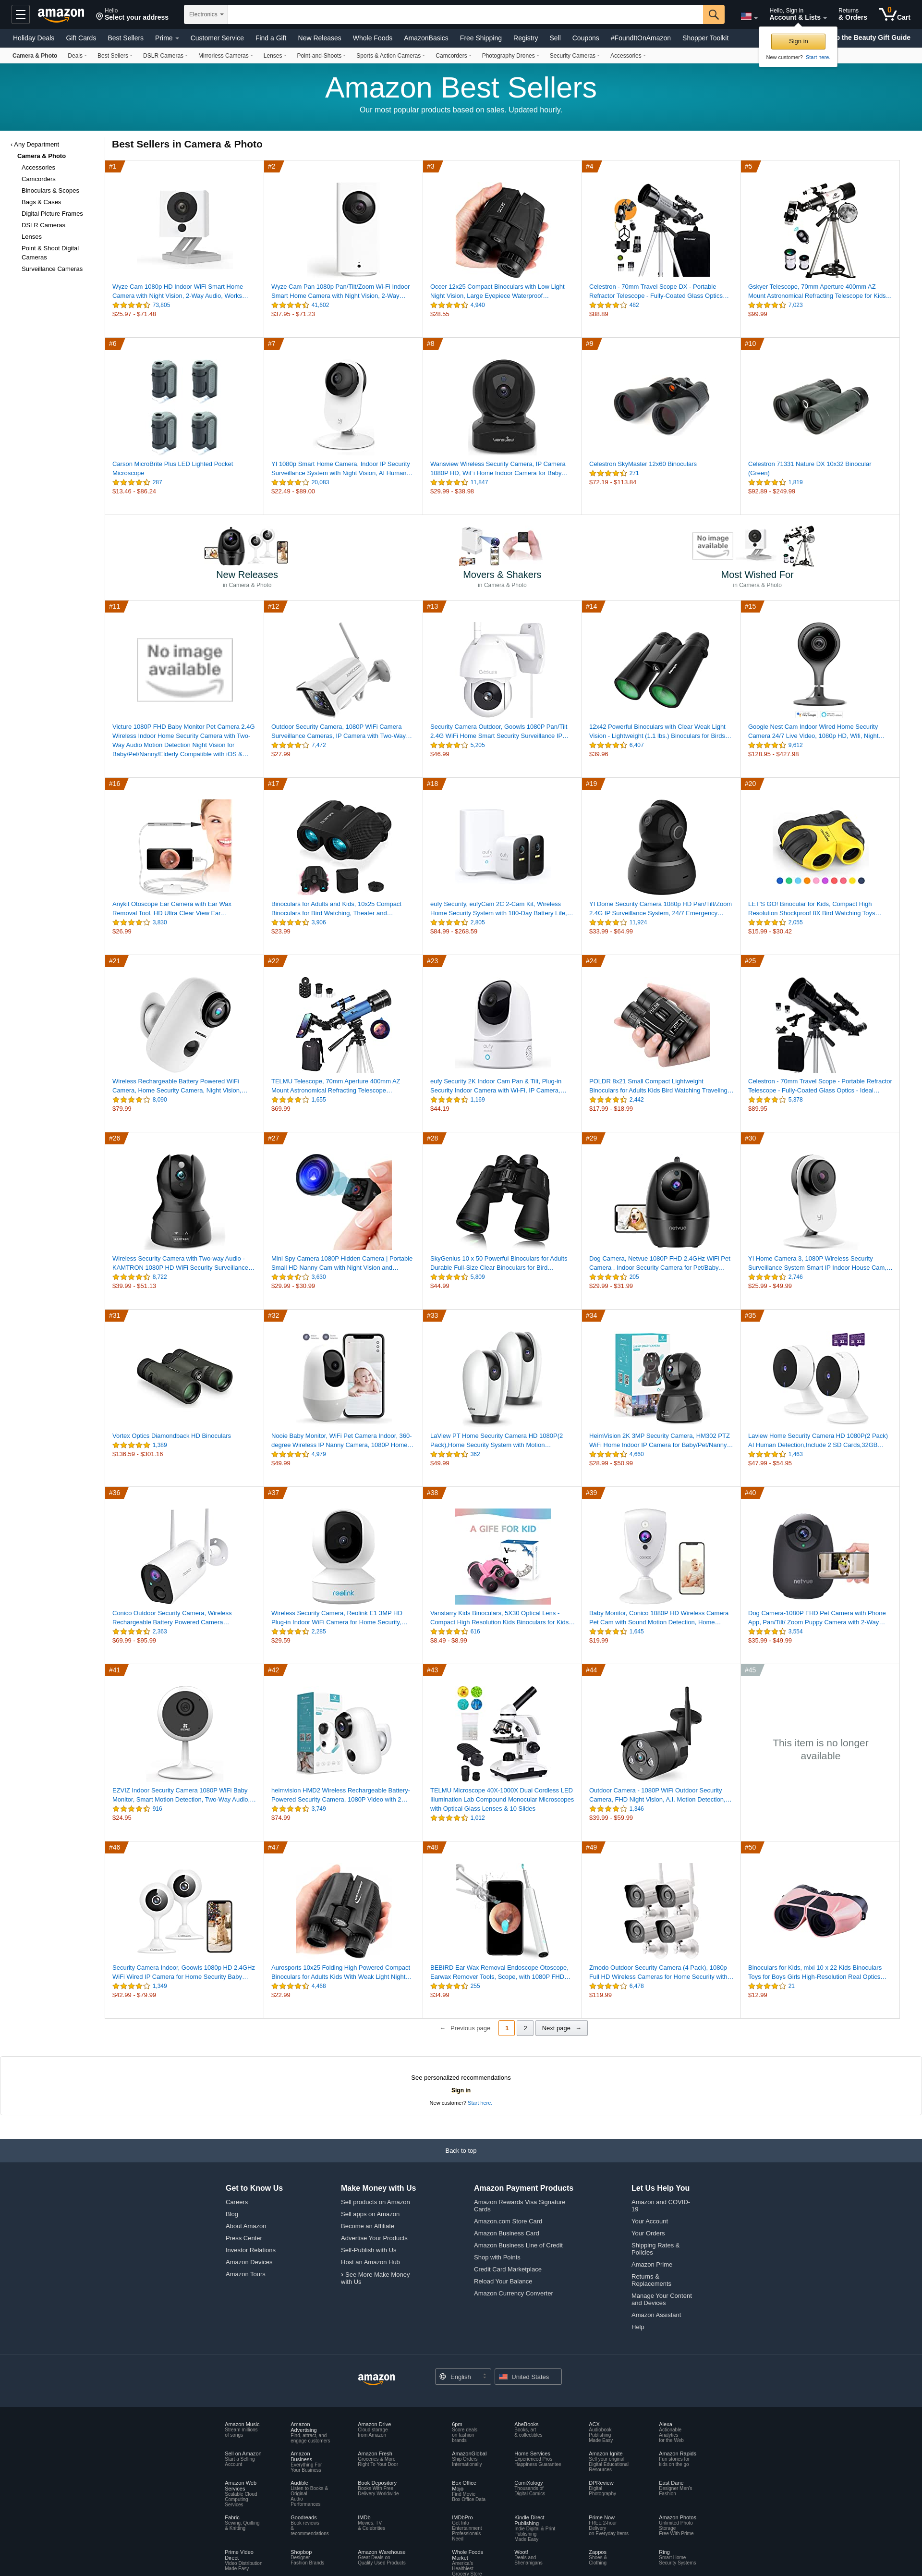 amazon
Hello
Select your address
Electronics
Hello, Sign in
Account & Lists
Returns
& Orders
0
Cart
Holiday Deals
Gift Cards
Best Sellers
Prime
Customer Service
Find a Gift
New Releases
Whole Foods
AmazonBasics
Free Shipping
Registry
Sell
Coupons
#FoundItOnAmazon
Shopper Toolkit
the Beauty Gift Guide
Sign in
New customer? Start here.
Camera & Photo
Deals
Best Sellers
DSLR Cameras
Mirrorless Cameras
Lenses
Point-and-Shoots
Sports & Action Cameras
Camcorders
Photography Drones
Security Cameras
Accessories
Amazon Best Sellers
Our most popular products based on sales. Updated hourly.
‹ Any Department
Camera & Photo
Accessories
Camcorders
Binoculars & Scopes
Bags & Cases
Digital Picture Frames
DSLR Cameras
Lenses
Point & Shoot Digital
Cameras
Surveillance Cameras
Best Sellers in Camera & Photo
#1
Wyze Cam 1080p HD Indoor WiFi Smart Home
Camera with Night Vision, 2-Way Audio, Works…
73,805
$25.97 - $71.48
#2
Wyze Cam Pan 1080p Pan/Tilt/Zoom Wi-Fi Indoor
Smart Home Camera with Night Vision, 2-Way…
41,602
$37.95 - $71.23
#3
Occer 12x25 Compact Binoculars with Low Light
Night Vision, Large Eyepiece Waterproof…
4,940
$28.55
#4
Celestron - 70mm Travel Scope DX - Portable
Refractor Telescope - Fully-Coated Glass Optics…
482
$88.89
#5
Gskyer Telescope, 70mm Aperture 400mm AZ
Mount Astronomical Refracting Telescope for Kids…
7,023
$99.99
#6
Carson MicroBrite Plus LED Lighted Pocket
Microscope
287
$13.46 - $86.24
#7
YI 1080p Smart Home Camera, Indoor IP Security
Surveillance System with Night Vision, AI Human…
20,083
$22.49 - $89.00
#8
Wansview Wireless Security Camera, IP Camera
1080P HD, WiFi Home Indoor Camera for Baby…
11,847
$29.99 - $38.98
#9
Celestron SkyMaster 12x60 Binoculars
271
$72.19 - $113.84
#10
Celestron 71331 Nature DX 10x32 Binocular
(Green)
1,819
$92.89 - $249.99
New Releases
in Camera & Photo
Movers & Shakers
in Camera & Photo
No image
available
Most Wished For
in Camera & Photo
#11
No image
available
Victure 1080P FHD Baby Monitor Pet Camera 2.4G
Wireless Indoor Home Security Camera with Two-
Way Audio Motion Detection Night Vision for
Baby/Pet/Nanny/Elderly Compatible with iOS &…
#12
Outdoor Security Camera, 1080P WiFi Camera
Surveillance Cameras, IP Camera with Two-Way…
7,472
$27.99
#13
Security Camera Outdoor, Goowls 1080P Pan/Tilt
2.4G WiFi Home Smart Security Surveillance IP…
5,205
$46.99
#14
12x42 Powerful Binoculars with Clear Weak Light
Vision - Lightweight (1.1 lbs.) Binoculars for Birds…
6,407
$39.96
#15
Google Nest Cam Indoor Wired Home Security
Camera 24/7 Live Video, 1080p HD, Wifi, Night…
9,612
$128.95 - $427.98
#16
Anykit Otoscope Ear Camera with Ear Wax
Removal Tool, HD Ultra Clear View Ear…
3,830
$26.99
#17
Binoculars for Adults and Kids, 10x25 Compact
Binoculars for Bird Watching, Theater and…
3,906
$23.99
#18
eufy Security, eufyCam 2C 2-Cam Kit, Wireless
Home Security System with 180-Day Battery Life,…
2,805
$84.99 - $268.59
#19
YI Dome Security Camera 1080p HD Pan/Tilt/Zoom
2.4G IP Surveillance System, 24/7 Emergency…
11,924
$33.99 - $64.99
#20
LET'S GO! Binocular for Kids, Compact High
Resolution Shockproof 8X Bird Watching Toys…
2,055
$15.99 - $30.42
#21
Wireless Rechargeable Battery Powered WiFi
Camera, Home Security Camera, Night Vision,…
8,090
$79.99
#22
TELMU Telescope, 70mm Aperture 400mm AZ
Mount Astronomical Refracting Telescope…
1,655
$69.99
#23
eufy Security 2K Indoor Cam Pan & Tilt, Plug-in
Security Indoor Camera with Wi-Fi, IP Camera,…
1,169
$44.19
#24
POLDR 8x21 Small Compact Lightweight
Binoculars for Adults Kids Bird Watching Traveling…
2,442
$17.99 - $18.99
#25
Celestron - 70mm Travel Scope - Portable Refractor
Telescope - Fully-Coated Glass Optics - Ideal…
5,378
$89.95
#26
Wireless Security Camera with Two-way Audio -
KAMTRON 1080P HD WiFi Security Surveillance…
8,722
$39.99 - $51.13
#27
Mini Spy Camera 1080P Hidden Camera | Portable
Small HD Nanny Cam with Night Vision and…
3,630
$29.99 - $30.99
#28
SkyGenius 10 x 50 Powerful Binoculars for Adults
Durable Full-Size Clear Binoculars for Bird…
5,809
$44.99
#29
Dog Camera, Netvue 1080P FHD 2.4GHz WiFi Pet
Camera , Indoor Security Camera for Pet/Baby…
205
$29.99 - $31.99
#30
YI Home Camera 3, 1080P Wireless Security
Surveillance System Smart IP Indoor House Cam,…
2,746
$25.99 - $49.99
#31
Vortex Optics Diamondback HD Binoculars
1,389
$136.59 - $301.16
#32
Nooie Baby Monitor, WiFi Pet Camera Indoor, 360-
degree Wireless IP Nanny Camera, 1080P Home…
4,979
$49.99
#33
LaView PT Home Security Camera HD 1080P(2
Pack),Home Security System with Motion…
362
$49.99
#34
HeimVision 2K 3MP Security Camera, HM302 PTZ
WiFi Home Indoor IP Camera for Baby/Pet/Nanny…
4,660
$28.99 - $50.99
#35
Laview Home Security Camera HD 1080P(2 Pack)
AI Human Detection,Include 2 SD Cards,32GB…
1,463
$47.99 - $54.95
#36
Conico Outdoor Security Camera, Wireless
Rechargeable Battery Powered Camera…
2,363
$69.99 - $95.99
#37
reolink
Wireless Security Camera, Reolink E1 3MP HD
Plug-in Indoor WiFi Camera for Home Security,…
2,285
$29.59
#38
A GIFE FOR KID
Vanstarry Kids Binoculars, 5X30 Optical Lens -
Compact High Resolution Kids Binoculars for Kids…
616
$8.49 - $8.99
#39
Baby Monitor, Conico 1080P HD Wireless Camera
Pet Cam with Sound Motion Detection, Home…
1,645
$19.99
#40
netvue
Dog Camera-1080P FHD Pet Camera with Phone
App, Pan/Tilt/ Zoom Puppy Camera with 2-Way…
3,554
$35.99 - $49.99
#41
EZVIZ Indoor Security Camera 1080P WiFi Baby
Monitor, Smart Motion Detection, Two-Way Audio,…
916
$24.95
#42
heimvision HMD2 Wireless Rechargeable Battery-
Powered Security Camera, 1080P Video with 2…
3,749
$74.99
#43
TELMU Microscope 40X-1000X Dual Cordless LED
Illumination Lab Compound Monocular Microscopes
with Optical Glass Lenses & 10 Slides
1,012
#44
Outdoor Camera - 1080P WiFi Outdoor Security
Camera, FHD Night Vision, A.I. Motion Detection,…
1,346
$39.99 - $59.99
#45
This item is no longer
available
#46
Security Camera Indoor, Goowls 1080p HD 2.4GHz
WiFi Wired IP Camera for Home Security Baby…
1,349
$42.99 - $79.99
#47
Aurosports 10x25 Folding High Powered Compact
Binoculars for Adults Kids With Weak Light Night…
4,468
$22.99
#48
BEBIRD Ear Wax Removal Endoscope Otoscope,
Earwax Remover Tools, Scope, with 1080P FHD…
255
$34.99
#49
Zmodo Outdoor Security Camera (4 Pack), 1080p
Full HD Wireless Cameras for Home Security with…
6,478
$119.99
#50
Binoculars for Kids, mixi 10 x 22 Kids Binoculars
Toys for Boys Girls High-Resolution Real Optics…
21
$12.99
← Previous page
1
2
Next page →
See personalized recommendations
Sign in
New customer? Start here.
Back to top
Get to Know Us
Careers
Blog
About Amazon
Press Center
Investor Relations
Amazon Devices
Amazon Tours
Make Money with Us
Sell products on Amazon
Sell apps on Amazon
Become an Affiliate
Advertise Your Products
Self-Publish with Us
Host an Amazon Hub
› See More Make Money
with Us
Amazon Payment Products
Amazon Rewards Visa Signature
Cards
Amazon.com Store Card
Amazon Business Card
Amazon Business Line of Credit
Shop with Points
Credit Card Marketplace
Reload Your Balance
Amazon Currency Converter
Let Us Help You
Amazon and COVID-
19
Your Account
Your Orders
Shipping Rates &
Policies
Amazon Prime
Returns &
Replacements
Manage Your Content
and Devices
Amazon Assistant
Help
amazon
English
United States
Amazon Music
Stream millions
of songs
Amazon
Advertising
Find, attract, and
engage customers
Amazon Drive
Cloud storage
from Amazon
6pm
Score deals
on fashion
brands
AbeBooks
Books, art
& collectibles
ACX
Audiobook
Publishing
Made Easy
Alexa
Actionable
Analytics
for the Web
Sell on Amazon
Start a Selling
Account
Amazon
Business
Everything For
Your Business
Amazon Fresh
Groceries & More
Right To Your Door
AmazonGlobal
Ship Orders
Internationally
Home Services
Experienced Pros
Happiness Guarantee
Amazon Ignite
Sell your original
Digital Educational
Resources
Amazon Rapids
Fun stories for
kids on the go
Amazon Web
Services
Scalable Cloud
Computing
Services
Audible
Listen to Books &
Original
Audio
Performances
Book Depository
Books With Free
Delivery Worldwide
Box Office
Mojo
Find Movie
Box Office Data
ComiXology
Thousands of
Digital Comics
DPReview
Digital
Photography
East Dane
Designer Men's
Fashion
Fabric
Sewing, Quilting
& Knitting
Goodreads
Book reviews
&
recommendations
IMDb
Movies, TV
& Celebrities
IMDbPro
Get Info
Entertainment
Professionals
Need
Kindle Direct
Publishing
Indie Digital & Print
Publishing
Made Easy
Prime Now
FREE 2-hour
Delivery
on Everyday Items
Amazon Photos
Unlimited Photo
Storage
Free With Prime
Prime Video
Direct
Video Distribution
Made Easy
Shopbop
Designer
Fashion Brands
Amazon Warehouse
Great Deals on
Quality Used Products
Whole Foods
Market
America's
Healthiest
Grocery Store
Woot!
Deals and
Shenanigans
Zappos
Shoes &
Clothing
Ring
Smart Home
Security Systems